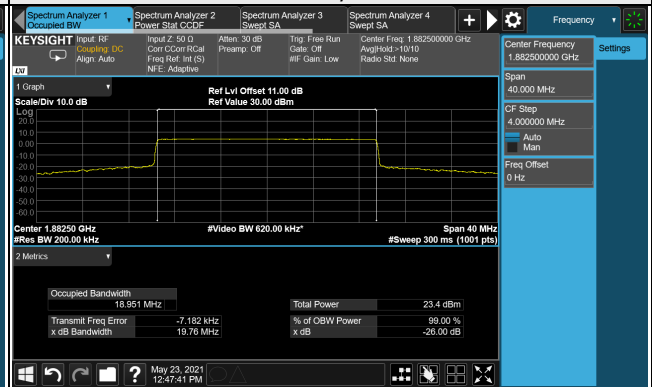 Spectrum Analyzer 1
Occupied BW
Spectrum Analyzer 2
Power Stat CCDF
Spectrum Analyzer 3
Swept SA
Spectrum Analyzer 4
Swept SA
Frequency
KEYSIGHT
Input: RF
Coupling: DC
Align: Auto
Input Z: 50 Ω
Corr CCorr RCal
Freq Ref: Int (S)
NFE: Adaptive
Atten: 30 dB
Preamp: Off
Trig: Free Run
Gate: Off
#IF Gain: Low
Center Freq: 1.882500000 GHz
Avg|Hold:>10/10
Radio Std: None
LXI
Center Frequency
1.882500000 GHz
Settings
Span
40.000 MHz
CF Step
4.000000 MHz
Auto
Man
Freq Offset
0 Hz
1 Graph
Scale/Div 10.0 dB
Ref Lvl Offset 11.00 dB
Ref Value 30.00 dBm
Log
20.0
10.0
0.00
-10.0
-20.0
-30.0
-40.0
-50.0
-60.0
Center 1.88250 GHz
#Res BW 200.00 kHz
#Video BW 620.00 kHz*
Span 40 MHz
#Sweep 300 ms (1001 pts)
2 Metrics
Occupied Bandwidth
18.951 MHz
Transmit Freq Error
-7.182 kHz
x dB Bandwidth
19.76 MHz
Total Power
23.4 dBm
% of OBW Power
99.00 %
x dB
-26.00 dB
May 23, 2021
12:47:41 PM